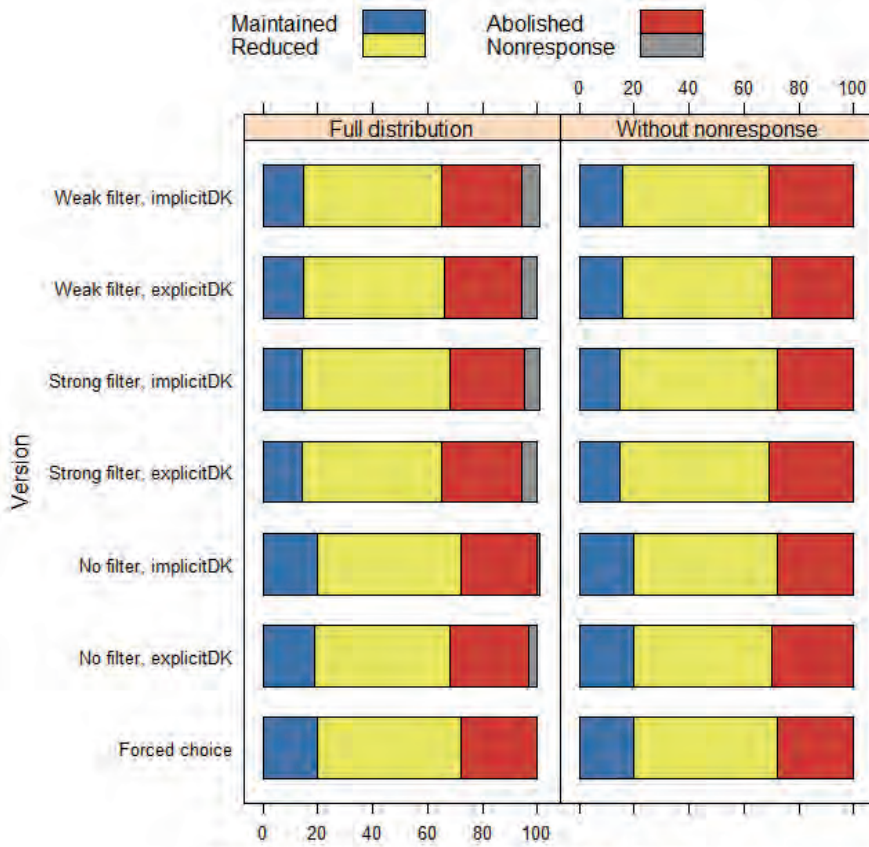 Maintained
Reduced
Abolished
Nonresponse
0 20 40 60 80 100
Full distribution
Without nonresponse
Version
Weak filter, implicitDK
Weak filter, explicitDK
Strong filter, implicitDK
Strong filter, explicitDK
No filter, implicitDK
No filter, explicitDK
Forced choice
0 20 40 60 80 100